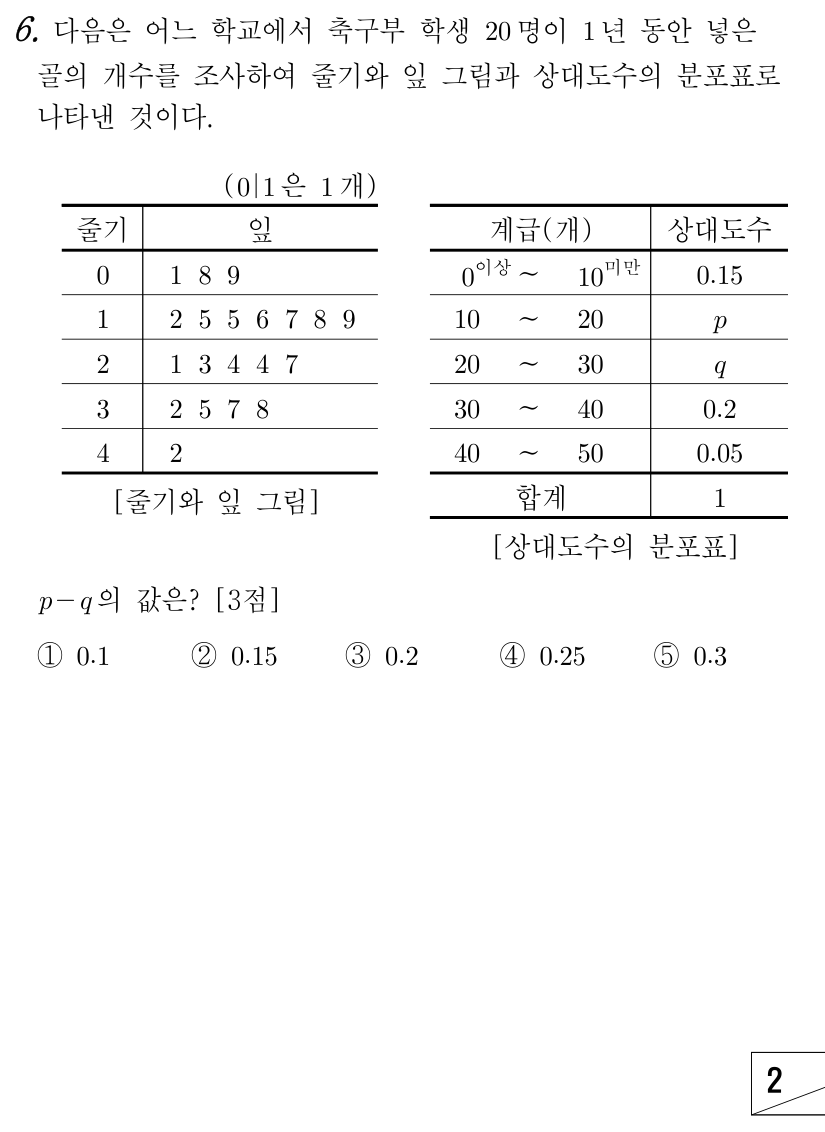 6. 다음은 어느 학교에서 축구부 학생 20명이 1년 동안 넣은
골의 개수를 조사하여 줄기와 잎 그림과 상대도수의 분포표로
나타낸 것이다.
(0|1은 1개)
줄기 잎
0 1 8 9
1 2 5 5 6 7 8 9
2 1 3 4 4 7
3 2 5 7 8
4 2
[줄기와 잎 그림]
계급(개) 상대도수
0이상 ~ 10미만 0.15
10 ~ 20 p
20 ~ 30 q
30 ~ 40 0.2
40 ~ 50 0.05
합계 1
[상대도수의 분포표]
p-q의 값은? [3점]
① 0.1 ② 0.15 ③ 0.2 ④ 0.25 ⑤ 0.3
2